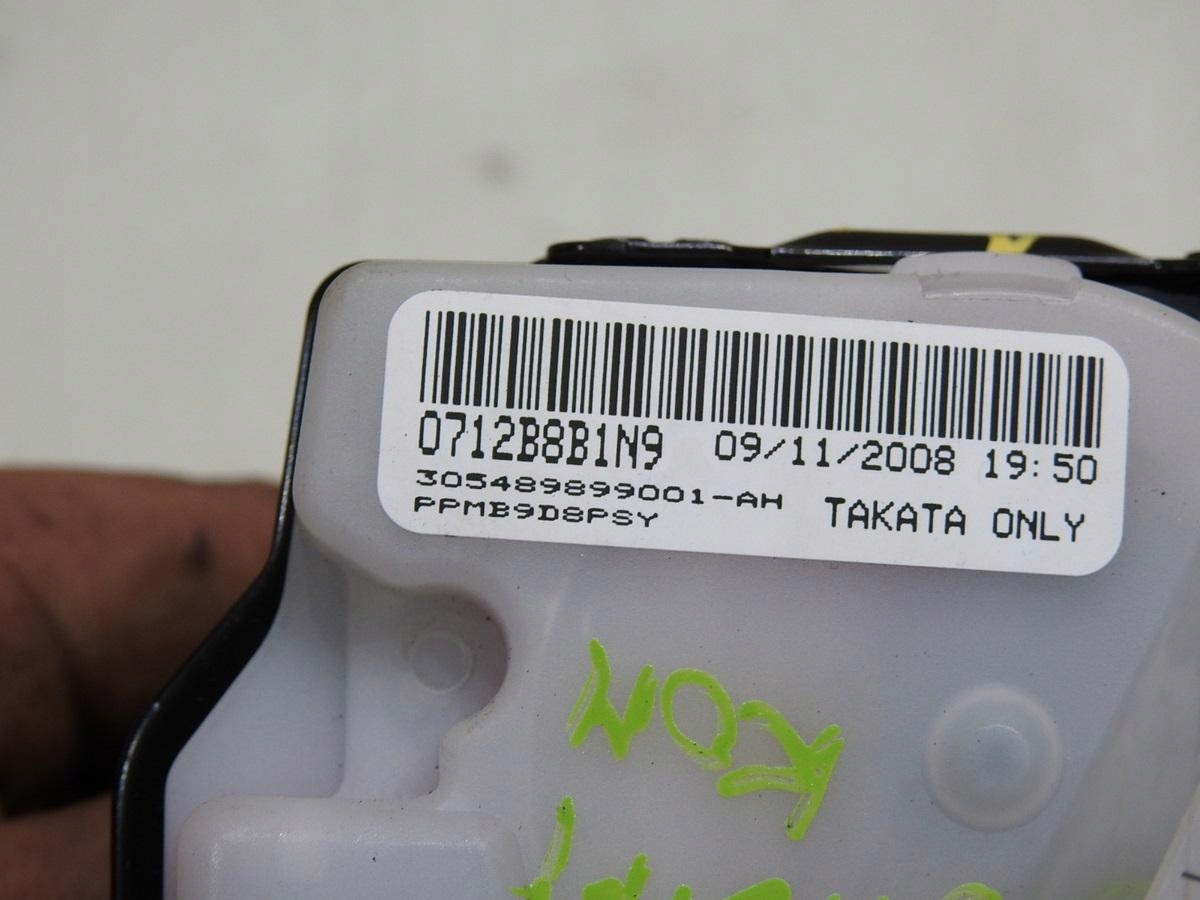 0712B8B1N9 09/11/2008 19:50
305489899001-AH
PPMB9D8PSY TAKATA ONLY